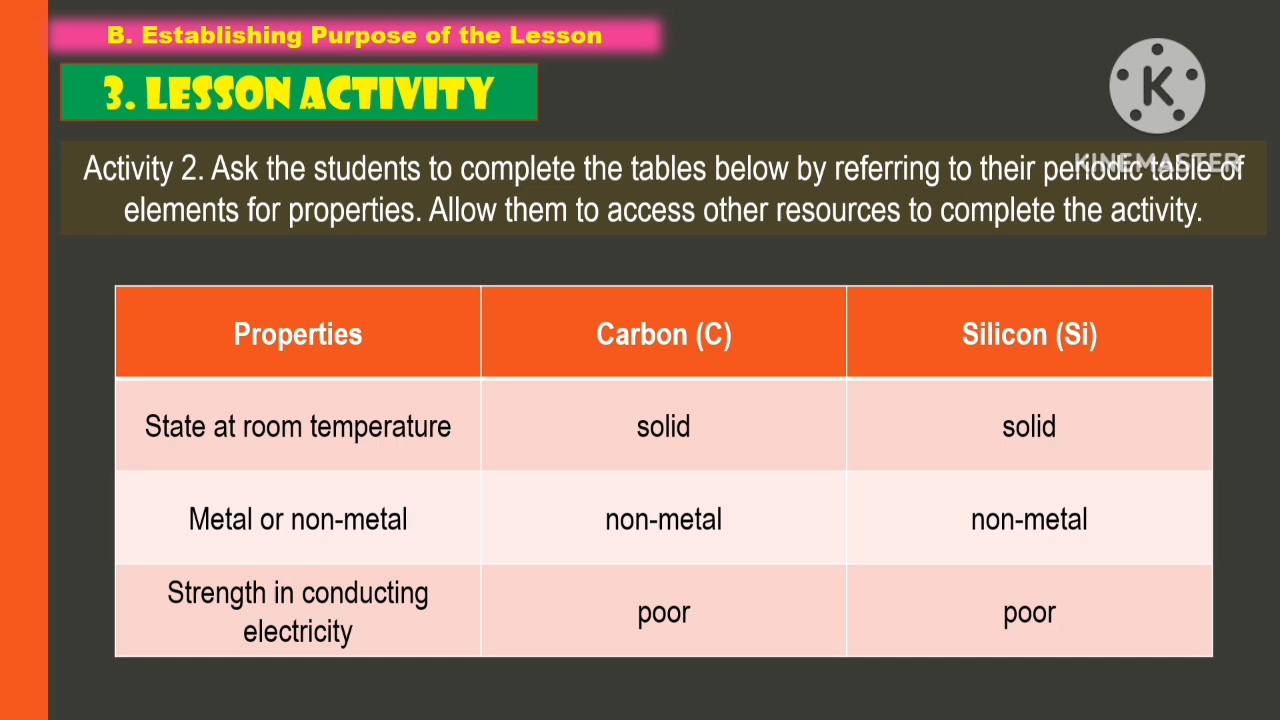 B. Establishing Purpose of the Lesson
3. LESSON ACTIVITY
K
KINEMASTER
Activity 2. Ask the students to complete the tables below by referring to their periodic table of
elements for properties. Allow them to access other resources to complete the activity.
Properties Carbon (C) Silicon (Si)
State at room temperature solid solid
Metal or non-metal non-metal non-metal
Strength in conducting
electricity poor poor